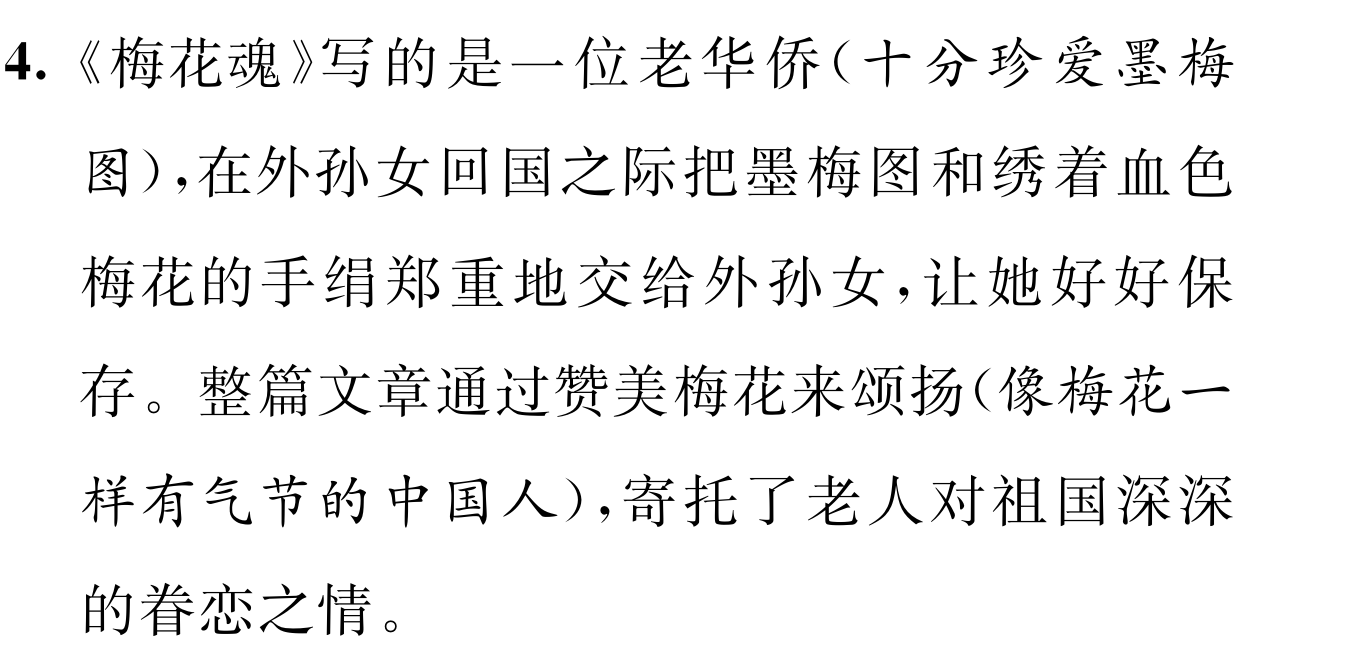 4.《梅花魂》写的是一位老华侨(十分珍爱墨梅
图),在外孙女回国之际把墨梅图和绣着血色
梅花的手绢郑重地交给外孙女,让她好好保
存。整篇文章通过赞美梅花来颂扬(像梅花一
样有气节的中国人),寄托了老人对祖国深深
的眷恋之情。